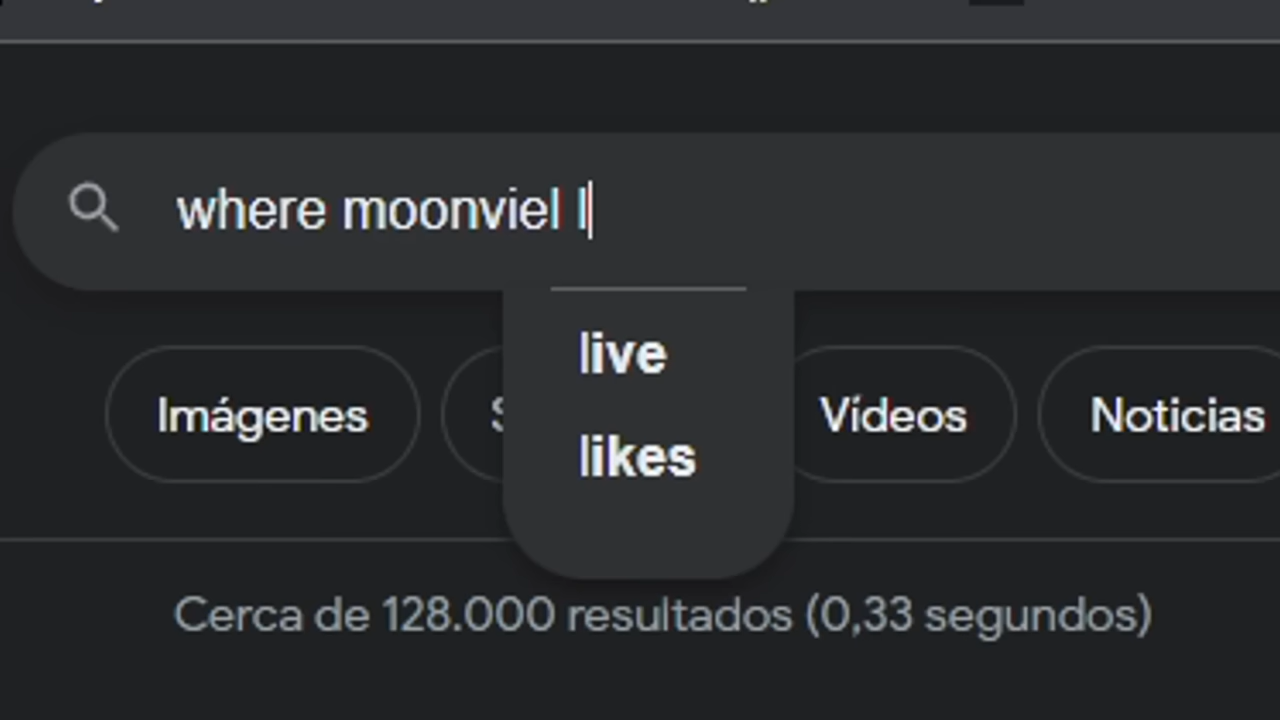 where moonviel l
live
likes
Imágenes
Vídeos
Noticias
Cerca de 128.000 resultados (0,33 segundos)